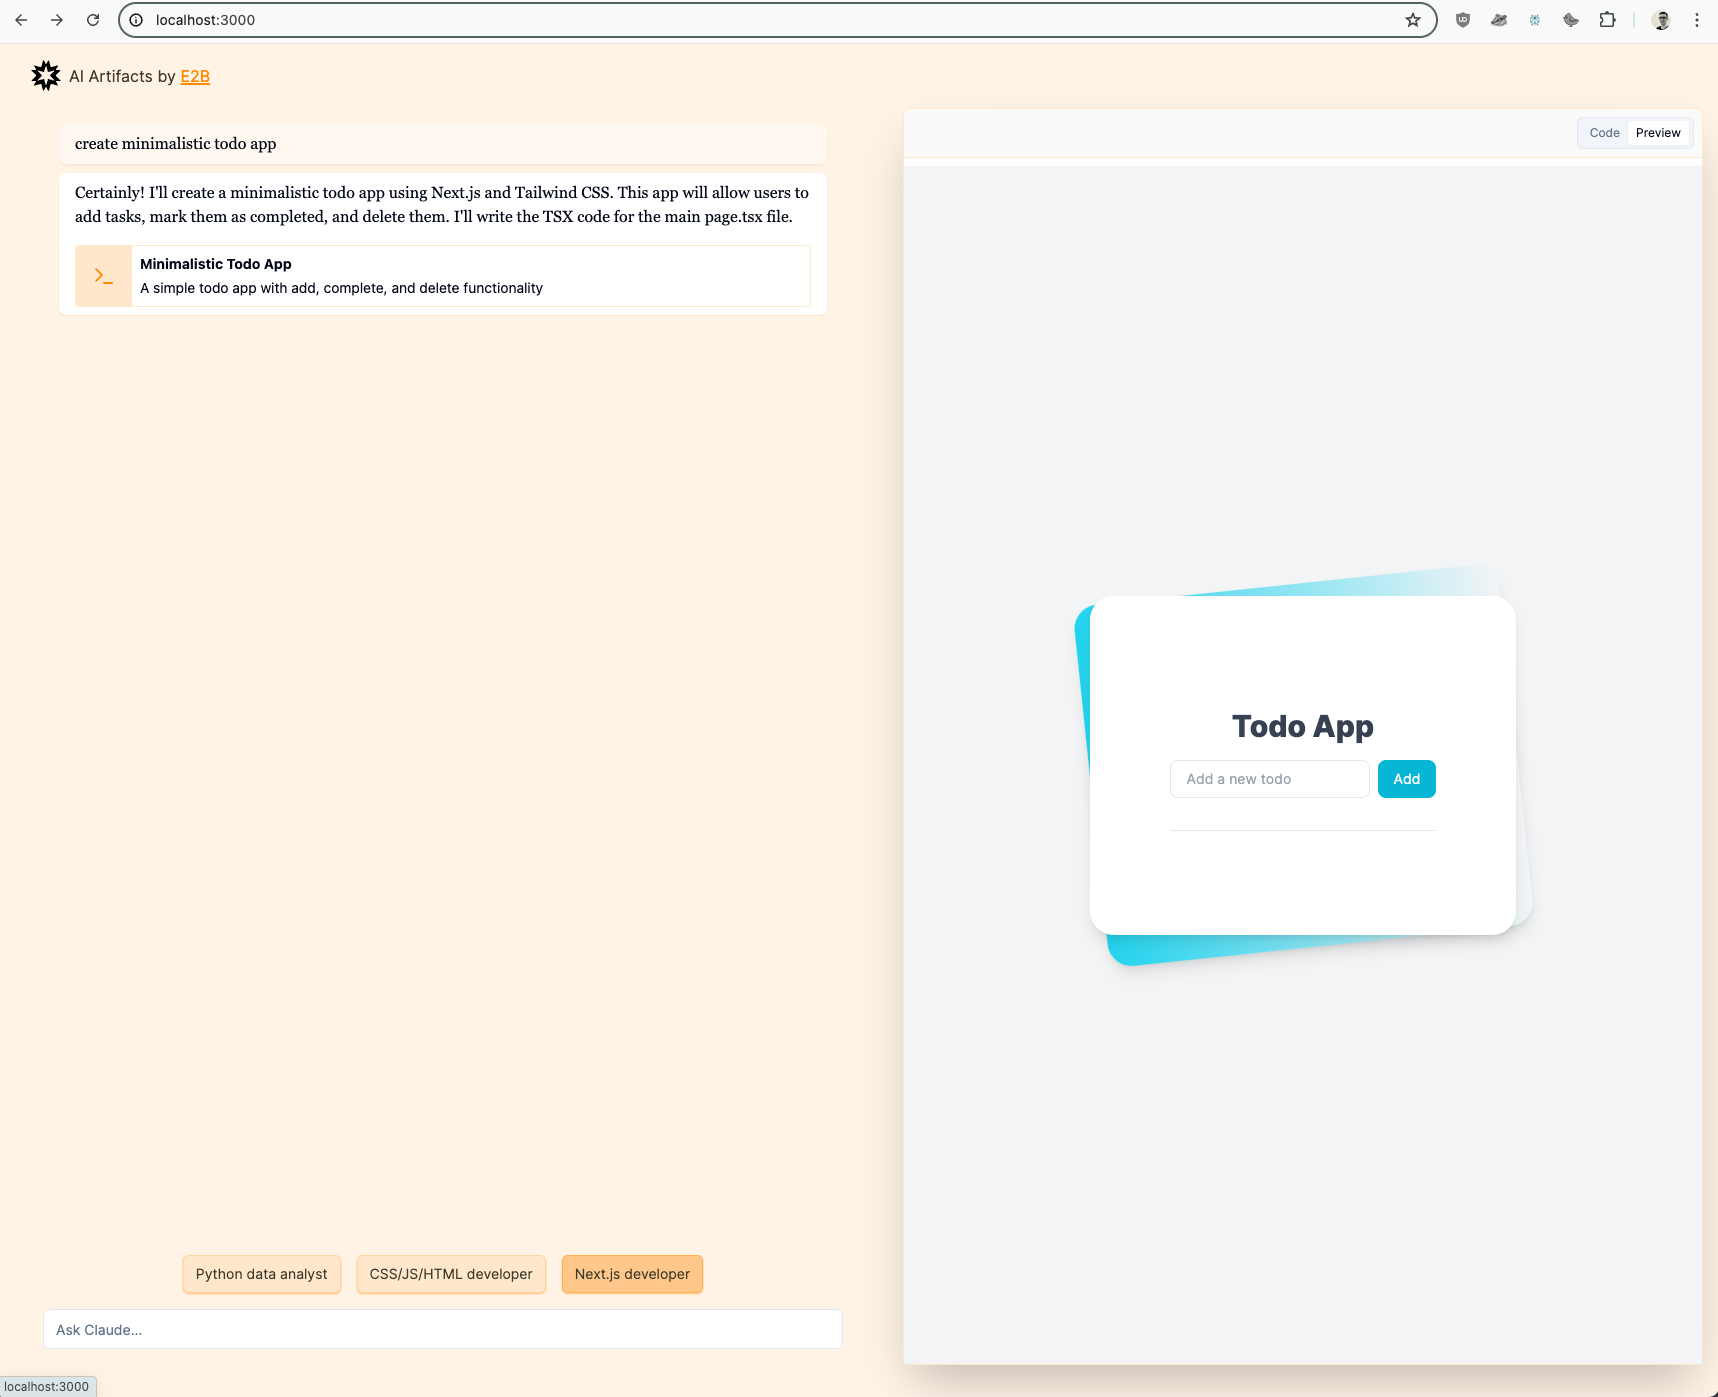 localhost:3000
AI Artifacts by E2B
create minimalistic todo app
Certainly! I'll create a minimalistic todo app using Next.js and Tailwind CSS. This app will allow users to
add tasks, mark them as completed, and delete them. I'll write the TSX code for the main page.tsx file.
Minimalistic Todo App
A simple todo app with add, complete, and delete functionality
Code Preview
Todo App
Add a new todo Add
Python data analyst CSS/JS/HTML developer Next.js developer
Ask Claude...
localhost:3000